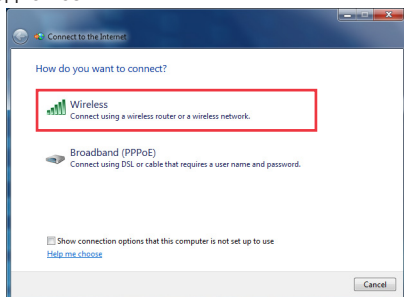 Connect to the Internet
How do you want to connect?
Wireless
Connect using a wireless router or a wireless network.
Broadband (PPPoE)
Connect using DSL or cable that requires a user name and password.
Show connection options that this computer is not set up to use
Help me choose
Cancel